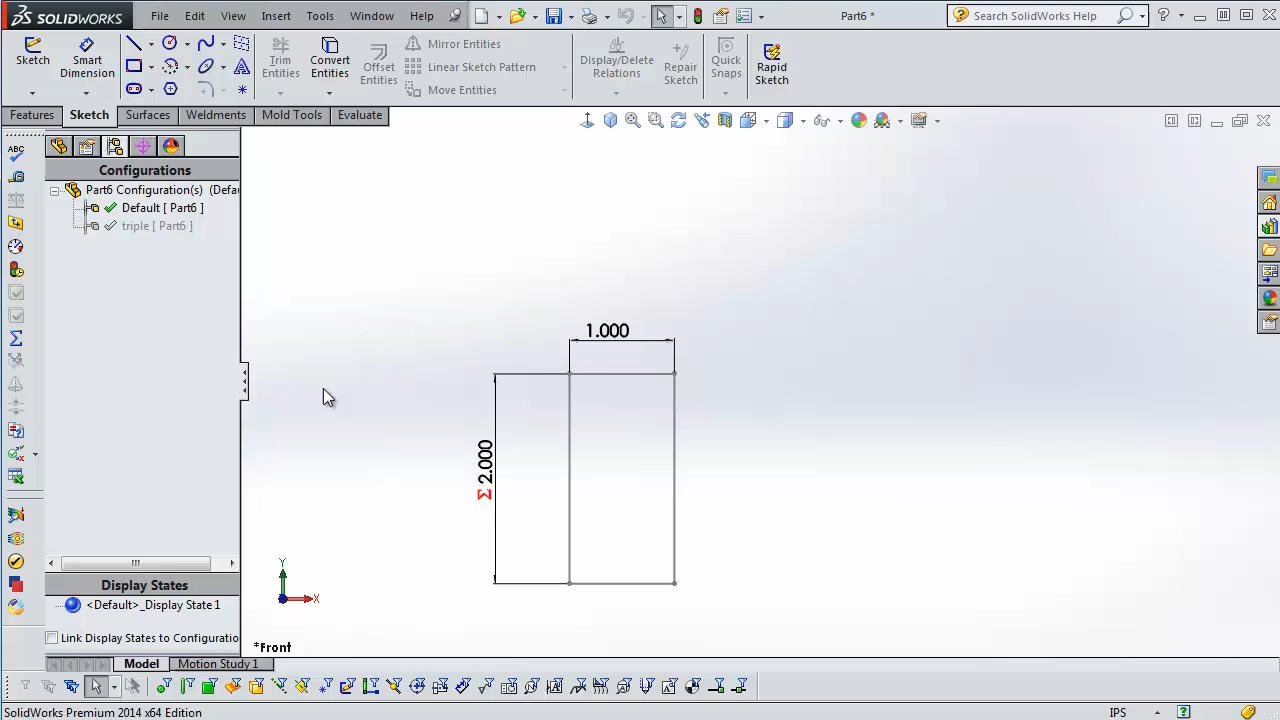 SOLIDWORKS File Edit View Insert Tools Window Help Part6 * Search SolidWorks Help
Sketch Smart Dimension Trim Entities Convert Entities Offset Entities Mirror Entities Linear Sketch Pattern Move Entities Display/Delete Relations Repair Sketch Quick Snaps Rapid Sketch
Features Sketch Surfaces Weldments Mold Tools Evaluate
ABC
Configurations
Part6 Configuration(s) (Defau
Default [ Part6 ]
triple [ Part6 ]
1.000
Σ 2.000
Y
X
*Front
Display States
<Default>_Display State 1
Link Display States to Configuratio
Model Motion Study 1
SolidWorks Premium 2014 x64 Edition IPS